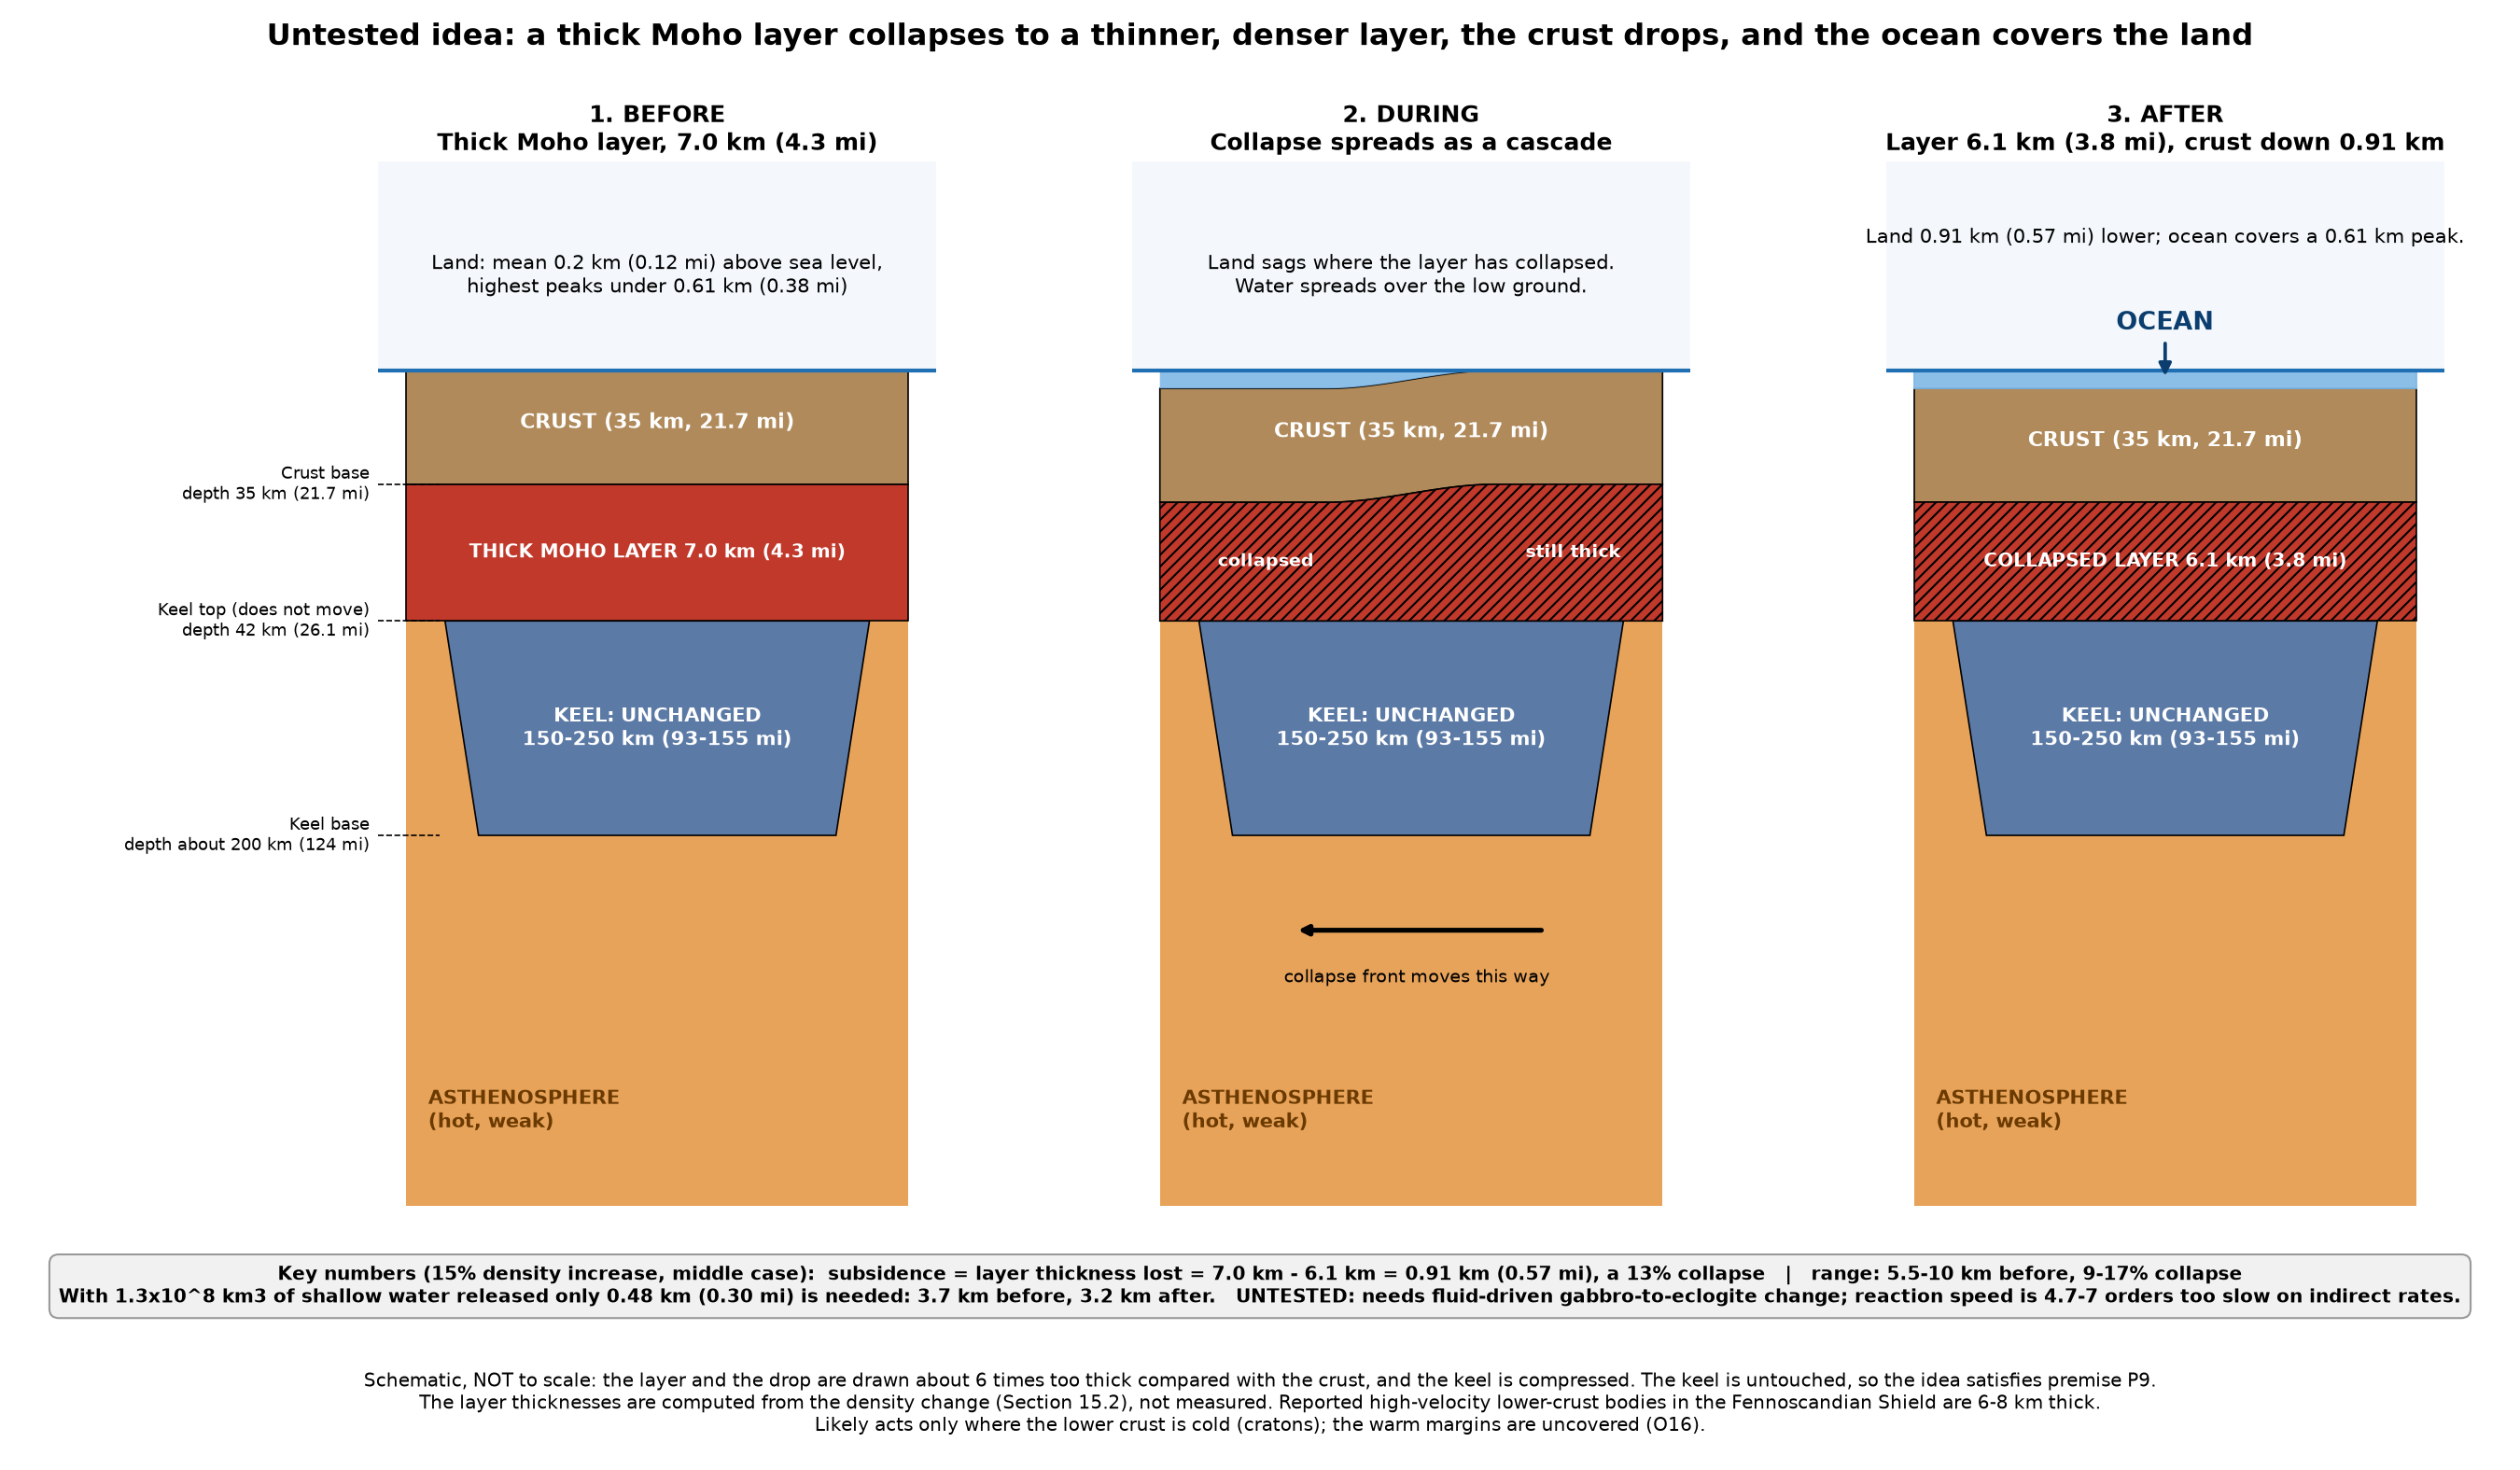 Untested idea: a thick Moho layer collapses to a thinner, denser layer, the crust drops, and the ocean covers the land
1. BEFORE
Thick Moho layer, 7.0 km (4.3 mi)
Land: mean 0.2 km (0.12 mi) above sea level,
highest peaks under 0.61 km (0.38 mi)
CRUST (35 km, 21.7 mi)
Crust base
depth 35 km (21.7 mi)
THICK MOHO LAYER 7.0 km (4.3 mi)
Keel top (does not move)
depth 42 km (26.1 mi)
KEEL: UNCHANGED
150-250 km (93-155 mi)
Keel base
depth about 200 km (124 mi)
ASTHENOSPHERE
(hot, weak)
2. DURING
Collapse spreads as a cascade
Land sags where the layer has collapsed.
Water spreads over the low ground.
CRUST (35 km, 21.7 mi)
collapsed
still thick
KEEL: UNCHANGED
150-250 km (93-155 mi)
collapse front moves this way
ASTHENOSPHERE
(hot, weak)
3. AFTER
Layer 6.1 km (3.8 mi), crust down 0.91 km
Land 0.91 km (0.57 mi) lower; ocean covers a 0.61 km peak.
OCEAN
CRUST (35 km, 21.7 mi)
COLLAPSED LAYER 6.1 km (3.8 mi)
KEEL: UNCHANGED
150-250 km (93-155 mi)
ASTHENOSPHERE
(hot, weak)
Key numbers (15% density increase, middle case):  subsidence = layer thickness lost = 7.0 km - 6.1 km = 0.91 km (0.57 mi), a 13% collapse   |   range: 5.5-10 km before, 9-17% collapse
With 1.3x10^8 km3 of shallow water released only 0.48 km (0.30 mi) is needed: 3.7 km before, 3.2 km after.   UNTESTED: needs fluid-driven gabbro-to-eclogite change; reaction speed is 4.7-7 orders too slow on indirect rates.
Schematic, NOT to scale: the layer and the drop are drawn about 6 times too thick compared with the crust, and the keel is compressed. The keel is untouched, so the idea satisfies premise P9.
The layer thicknesses are computed from the density change (Section 15.2), not measured. Reported high-velocity lower-crust bodies in the Fennoscandian Shield are 6-8 km thick.
Likely acts only where the lower crust is cold (cratons); the warm margins are uncovered (O16).